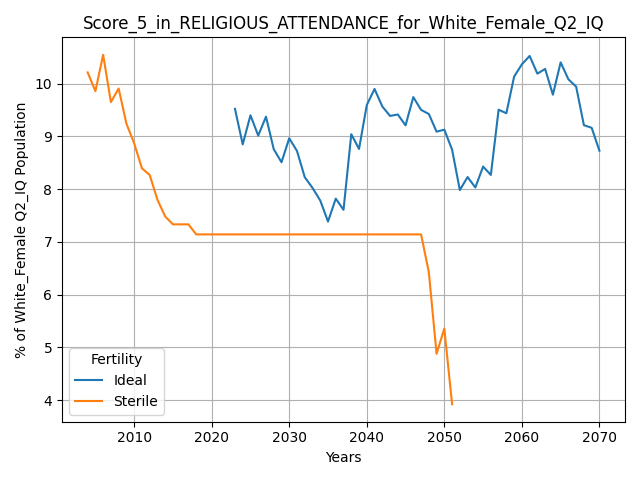 Score_5_in_RELIGIOUS_ATTENDANCE_for_White_Female_Q2_IQ
% of White_Female Q2_IQ Population
10
9
8
7
6
5
4
Fertility
Ideal
Sterile
2010 2020 2030 2040 2050 2060 2070
Years